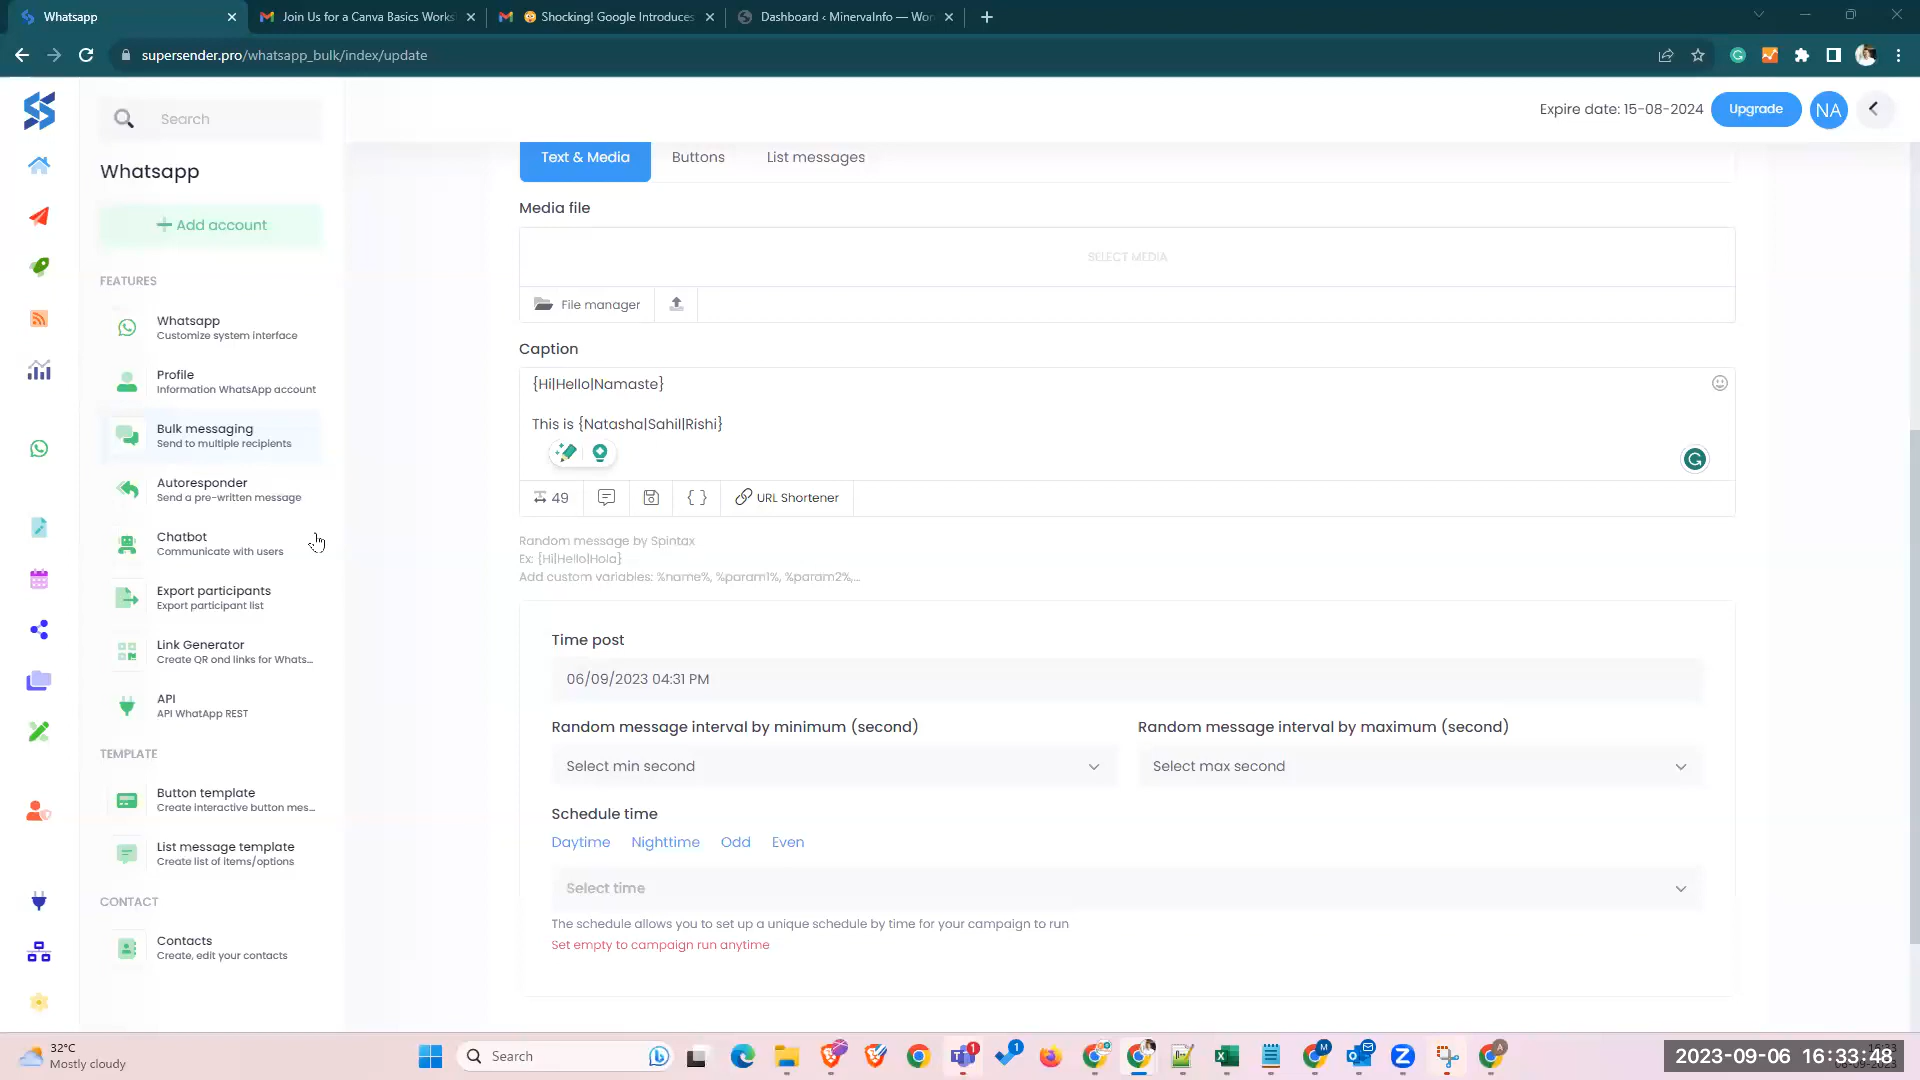 Whatsapp
Join Us for a Canva Basics Works
Shocking! Google Introduces
Dashboard ‹ MinervaInfo — Wor
supersender.pro/whatsapp_bulk/index/update
Search
Expire date: 15-08-2024
Upgrade
NA
Whatsapp
Add account
FEATURES
Whatsapp
Customize system interface
Profile
Information WhatsApp account
Bulk messaging
Send to multiple recipients
Autoresponder
Send a pre-written message
Chatbot
Communicate with users
Export participants
Export participant list
Link Generator
Create QR and links for Whats...
API
API WhatApp REST
TEMPLATE
Button template
Create interactive button mes...
List message template
Create list of items/options
CONTACT
Contacts
Create, edit your contacts
Text & Media
Buttons
List messages
Media file
SELECT MEDIA
File manager
Caption
{Hi|Hello|Namaste}
This is {Natasha|Sahil|Rishi}
49
URL Shortener
Random message by Spintax
Ex: {Hi|Hello|Hola}
Add custom variables: %name%, %param1%, %param2%,...
Time post
06/09/2023 04:31 PM
Random message interval by minimum (second)
Random message interval by maximum (second)
Select min second
Select max second
Schedule time
Daytime Nighttime Odd Even
Select time
The schedule allows you to set up a unique schedule by time for your campaign to run
Set empty to campaign run anytime
32°C
Mostly cloudy
Search
2023-09-06 16:33:48